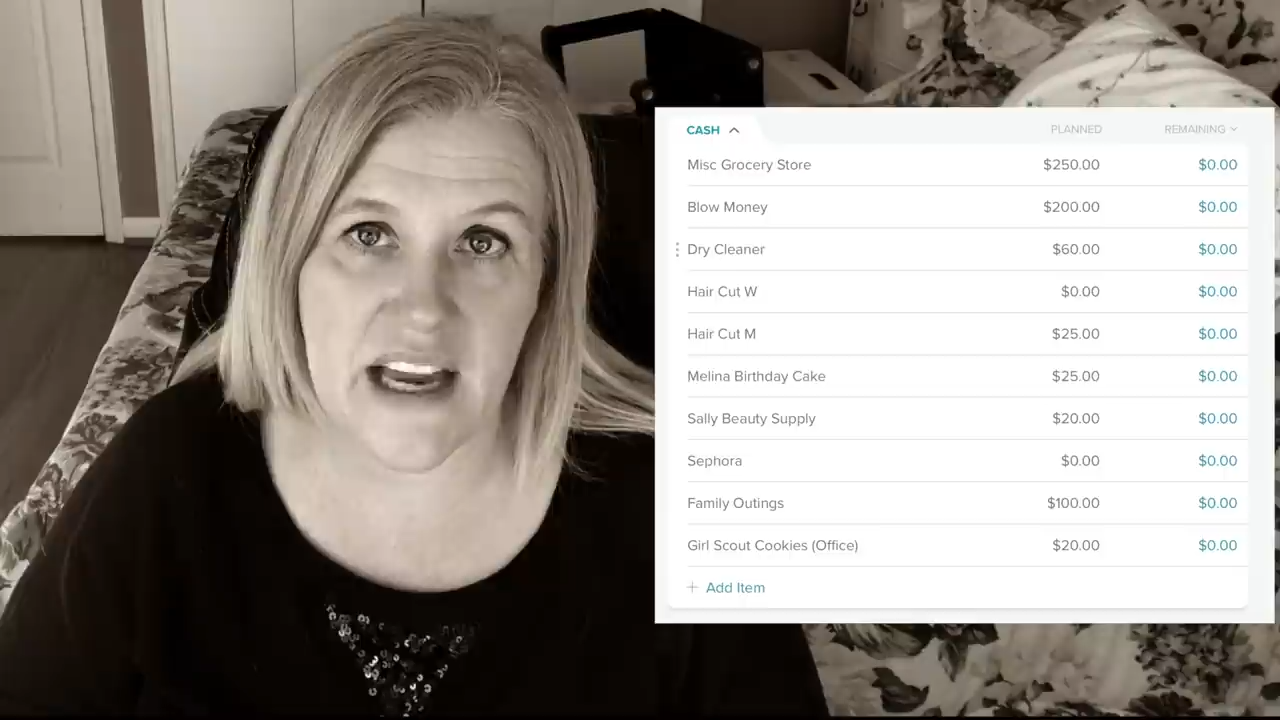 CASH PLANNED REMAINING
Misc Grocery Store $250.00 $0.00
Blow Money $200.00 $0.00
Dry Cleaner $60.00 $0.00
Hair Cut W $0.00 $0.00
Hair Cut M $25.00 $0.00
Melina Birthday Cake $25.00 $0.00
Sally Beauty Supply $20.00 $0.00
Sephora $0.00 $0.00
Family Outings $100.00 $0.00
Girl Scout Cookies (Office) $20.00 $0.00
+ Add Item